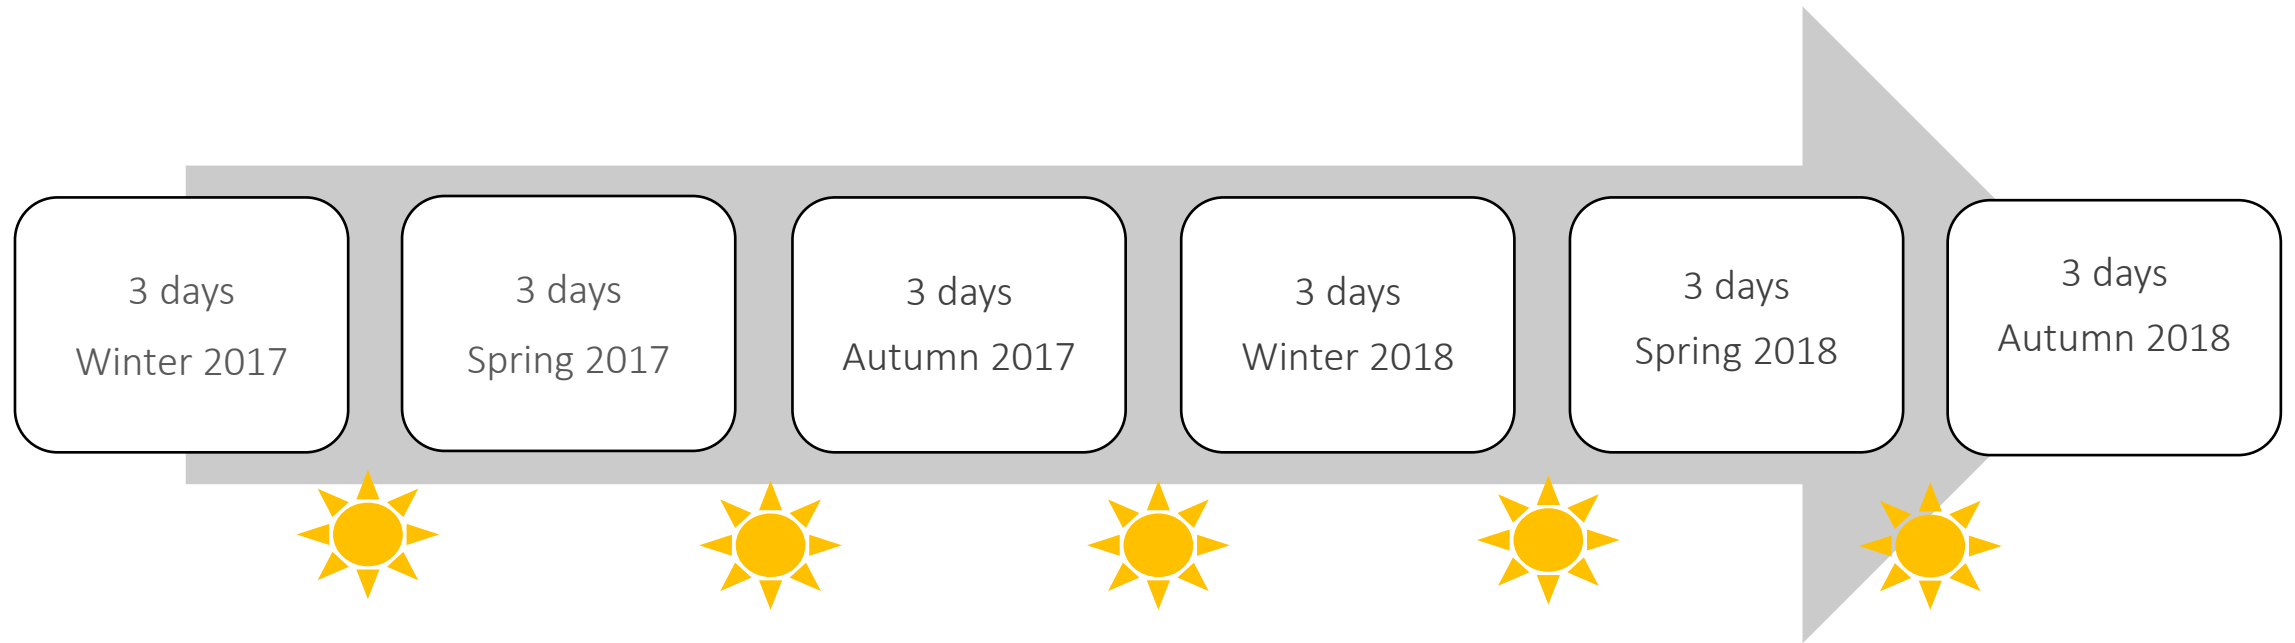 3 days
Winter 2017
3 days
Spring 2017
3 days
Autumn 2017
3 days
Winter 2018
3 days
Spring 2018
3 days
Autumn 2018